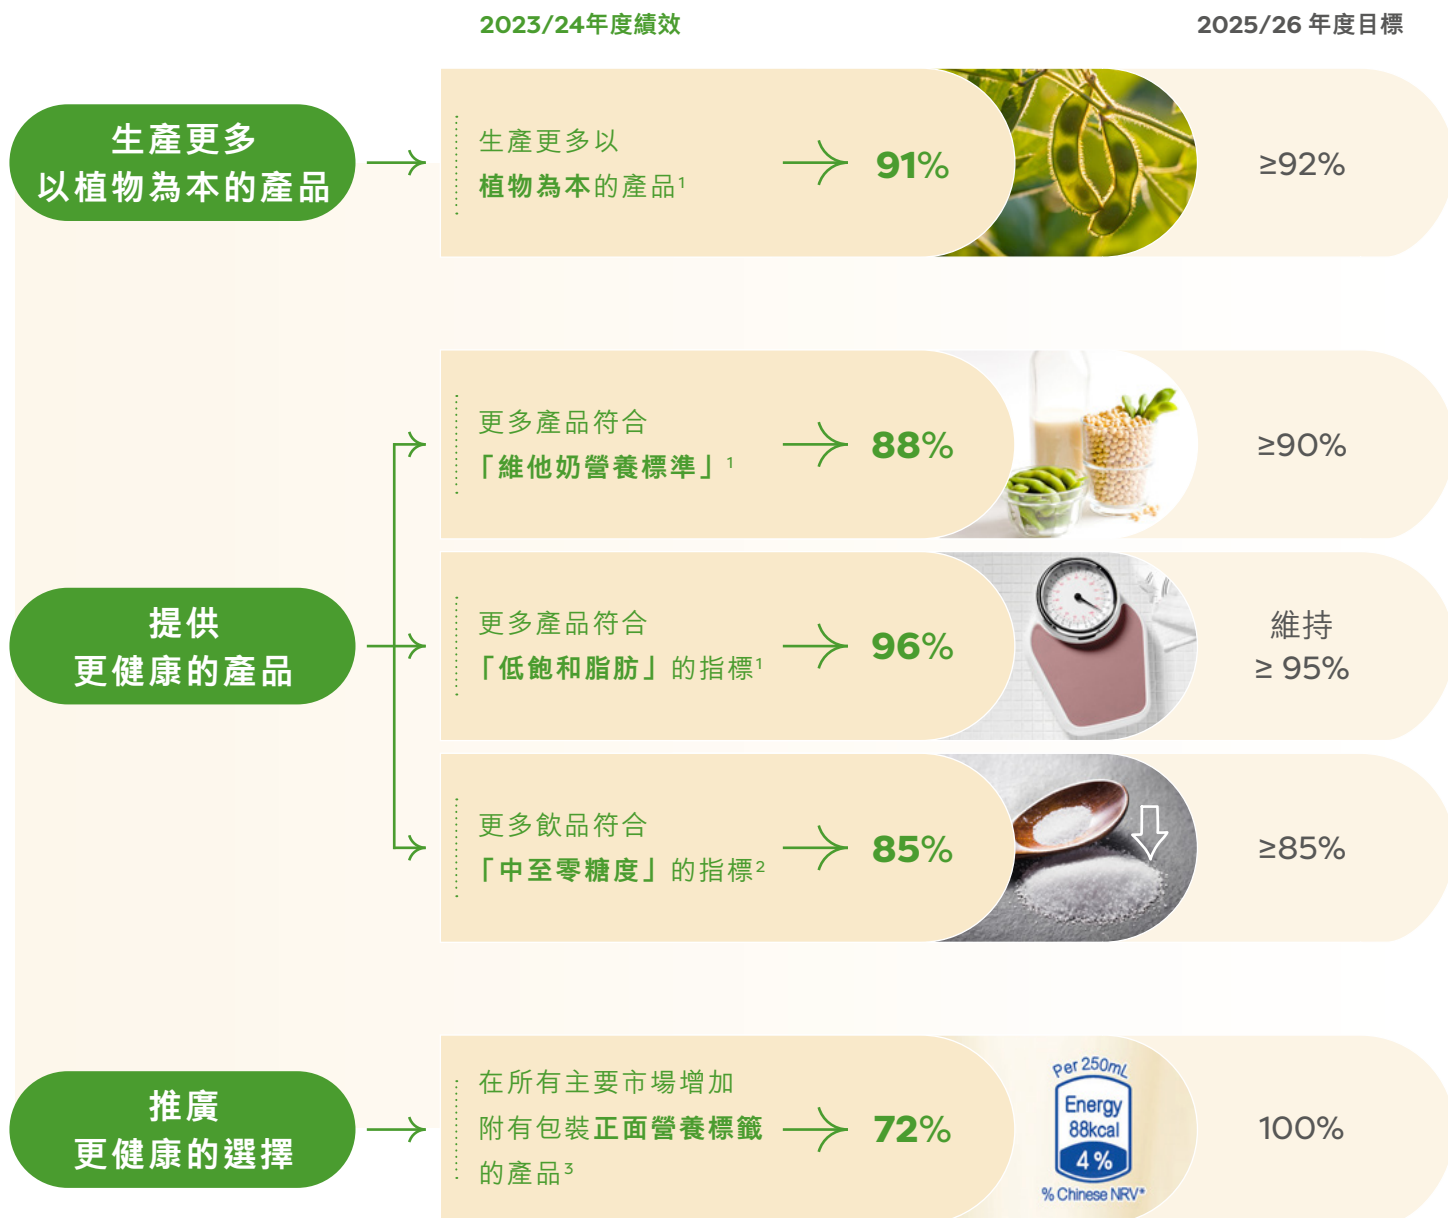 2023/24年度績效
2025/26 年度目標
生產更多
以植物為本的產品
生產更多以
植物為本的產品1
91%
≥92%
提供
更健康的產品
更多產品符合
「維他奶營養標準」1
88%
≥90%
更多產品符合
「低飽和脂肪」的指標1
96%
維持
≥ 95%
更多飲品符合
「中至零糖度」的指標2
85%
≥85%
推廣
更健康的選擇
在所有主要市場增加
附有包裝正面營養標籤
的產品3
72%
Per 250mL
Energy
88kcal
4%
% Chinese NRV*
100%